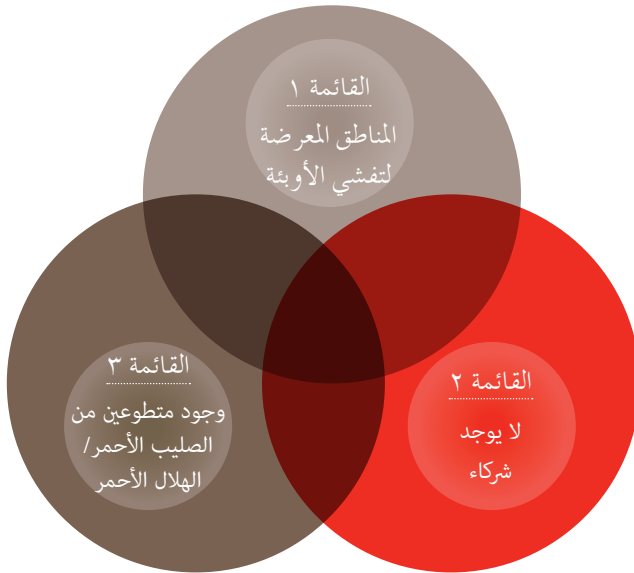 القائمة ١
المناطق المعرضة
لتفشي الأوبئة
القائمة ٢
لا يوجد
شركاء
القائمة ٣
وجود متطوعين من
الصليب الأحمر/
الهلال الأحمر